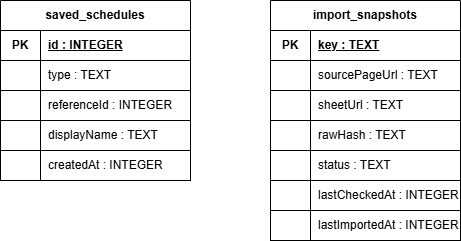 saved_schedules
PK id : INTEGER
type : TEXT
referenceId : INTEGER
displayName : TEXT
createdAt : INTEGER
import_snapshots
PK key : TEXT
sourcePageUrl : TEXT
sheetUrl : TEXT
rawHash : TEXT
status : TEXT
lastCheckedAt : INTEGER
lastImportedAt : INTEGER